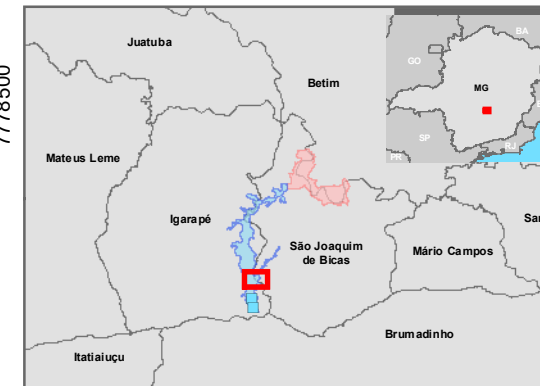 7778500
Juatuba
Betim
BA
GO
MG
SP
RJ
PR
Mateus Leme
Igarapé
São Joaquim
de Bicas
Mário Campos
Brumadinho
Itatiaiuçu